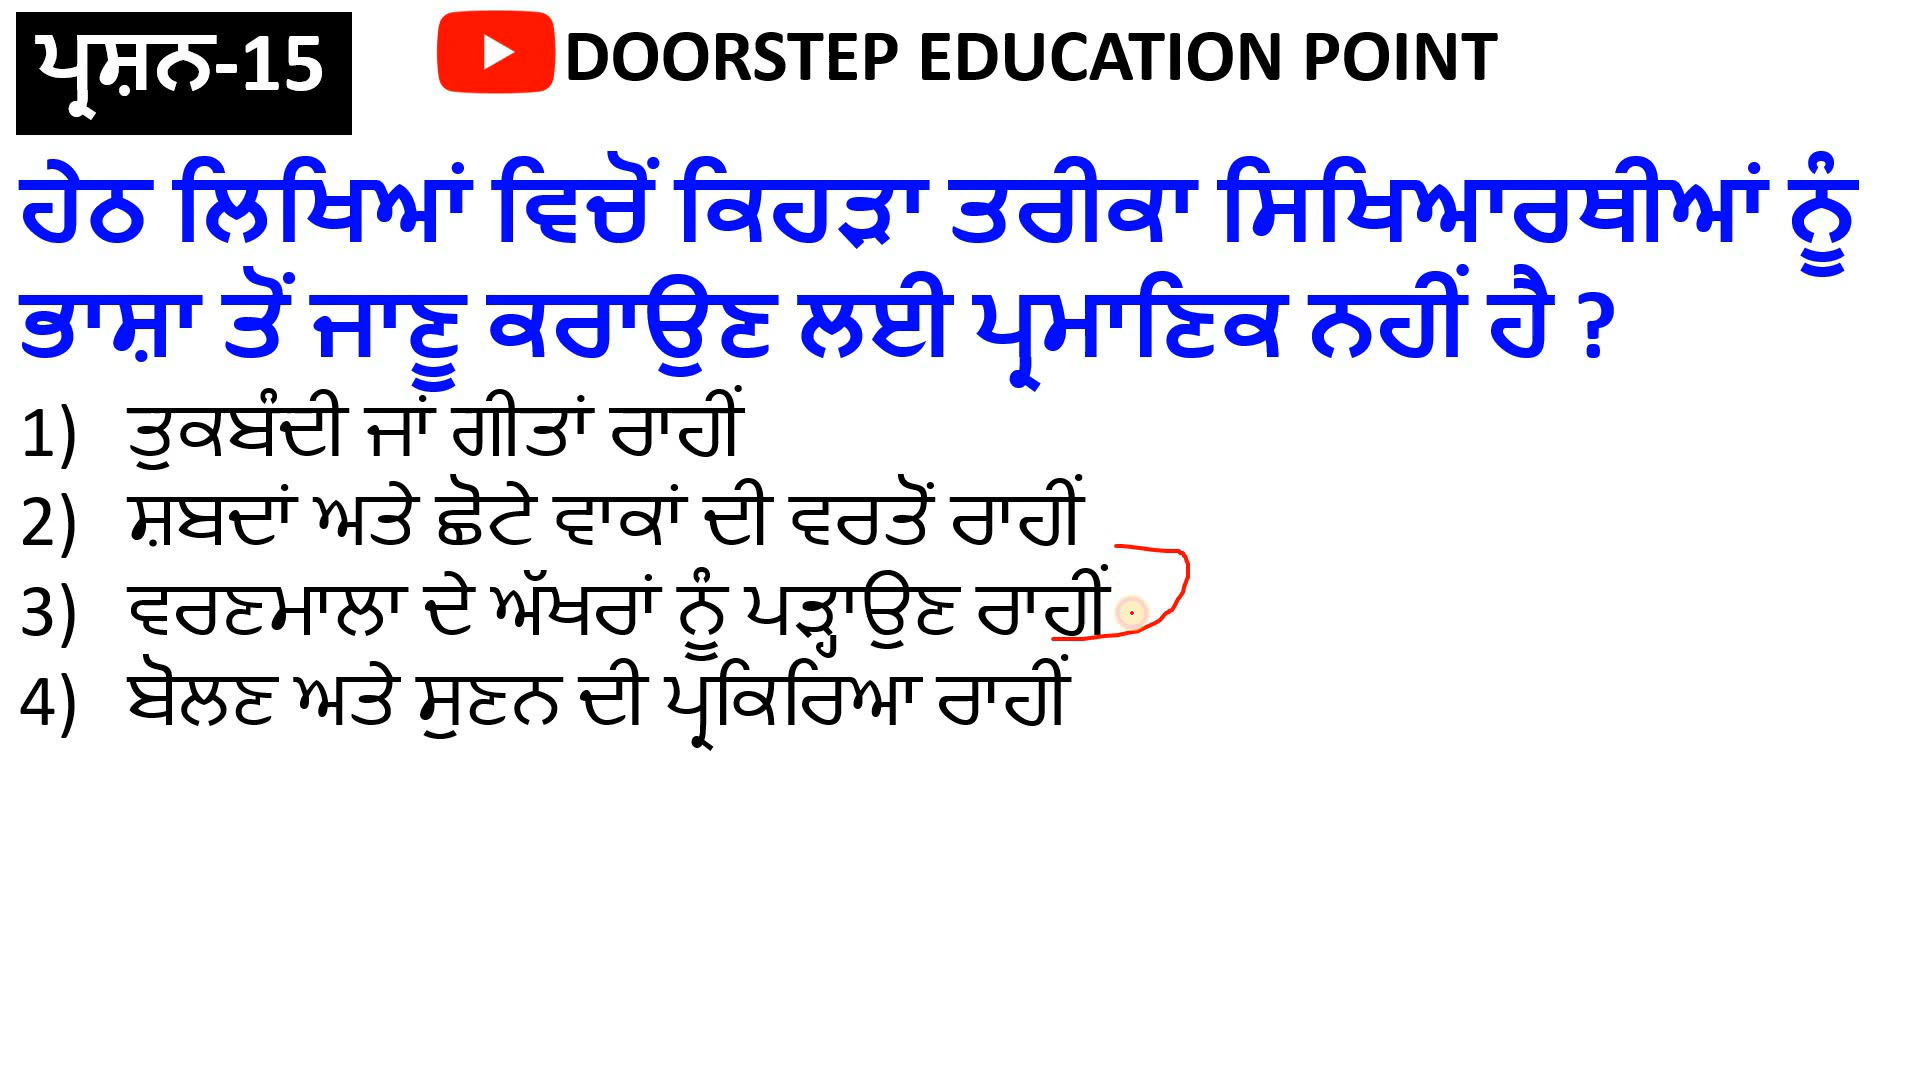 ਪ੍ਰਸ਼ਨ-15
DOORSTEP EDUCATION POINT
ਹੇਠ ਲਿਖਿਆਂ ਵਿਚੋਂ ਕਿਹੜਾ ਤਰੀਕਾ ਸਿਖਿਆਰਥੀਆਂ ਨੂੰ
ਭਾਸ਼ਾ ਤੋਂ ਜਾਣੂ ਕਰਾਉਣ ਲਈ ਪ੍ਰਮਾਣਿਕ ਨਹੀਂ ਹੈ ?
1) ਤੁਕਬੰਦੀ ਜਾਂ ਗੀਤਾਂ ਰਾਹੀਂ
2) ਸ਼ਬਦਾਂ ਅਤੇ ਛੋਟੇ ਵਾਕਾਂ ਦੀ ਵਰਤੋਂ ਰਾਹੀਂ
3) ਵਰਣਮਾਲਾ ਦੇ ਅੱਖਰਾਂ ਨੂੰ ਪੜ੍ਹਾਉਣ ਰਾਹੀਂ
4) ਬੋਲਣ ਅਤੇ ਸੁਣਨ ਦੀ ਪ੍ਰਕਿਰਿਆ ਰਾਹੀਂ